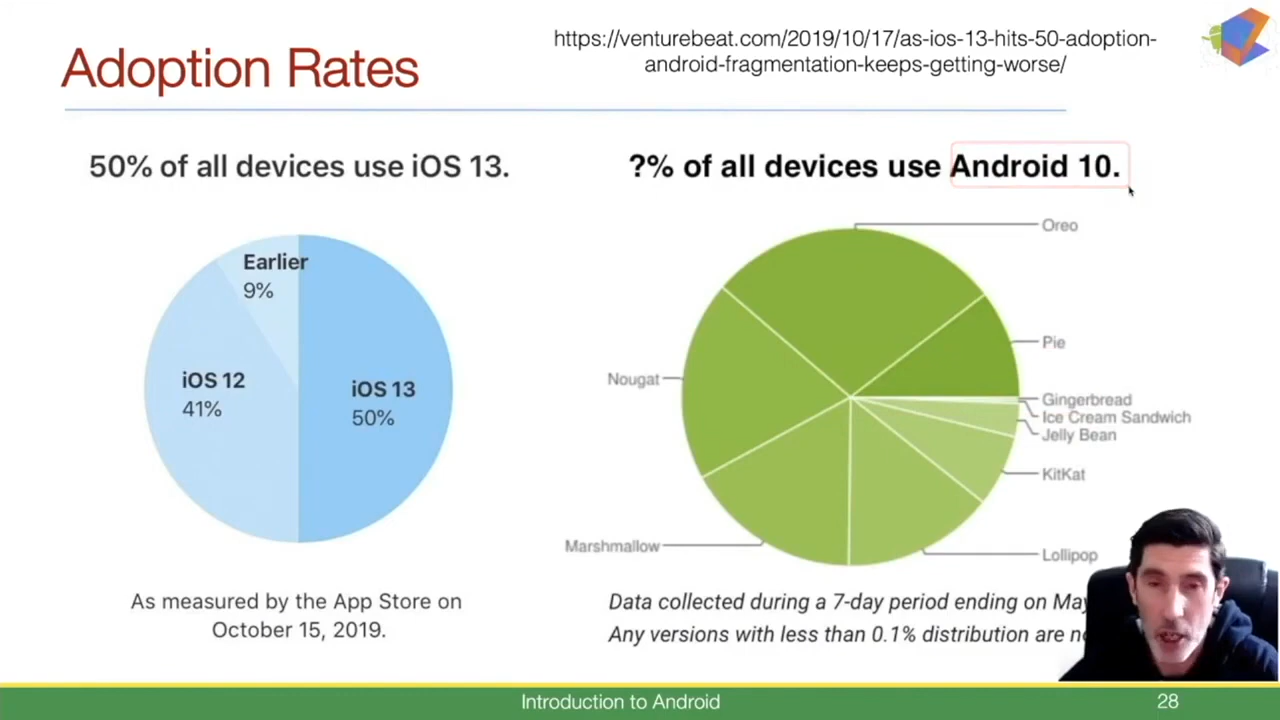 Adoption Rates
https://venturebeat.com/2019/10/17/as-ios-13-hits-50-adoption-
android-fragmentation-keeps-getting-worse/
50% of all devices use iOS 13.
Earlier
9%
iOS 12
41%
iOS 13
50%
As measured by the App Store on
October 15, 2019.
?% of all devices use Android 10.
Oreo
Pie
Nougat
Gingerbread
Ice Cream Sandwich
Jelly Bean
KitKat
Marshmallow
Lollipop
Data collected during a 7-day period ending on May
Any versions with less than 0.1% distribution are
Introduction to Android
28